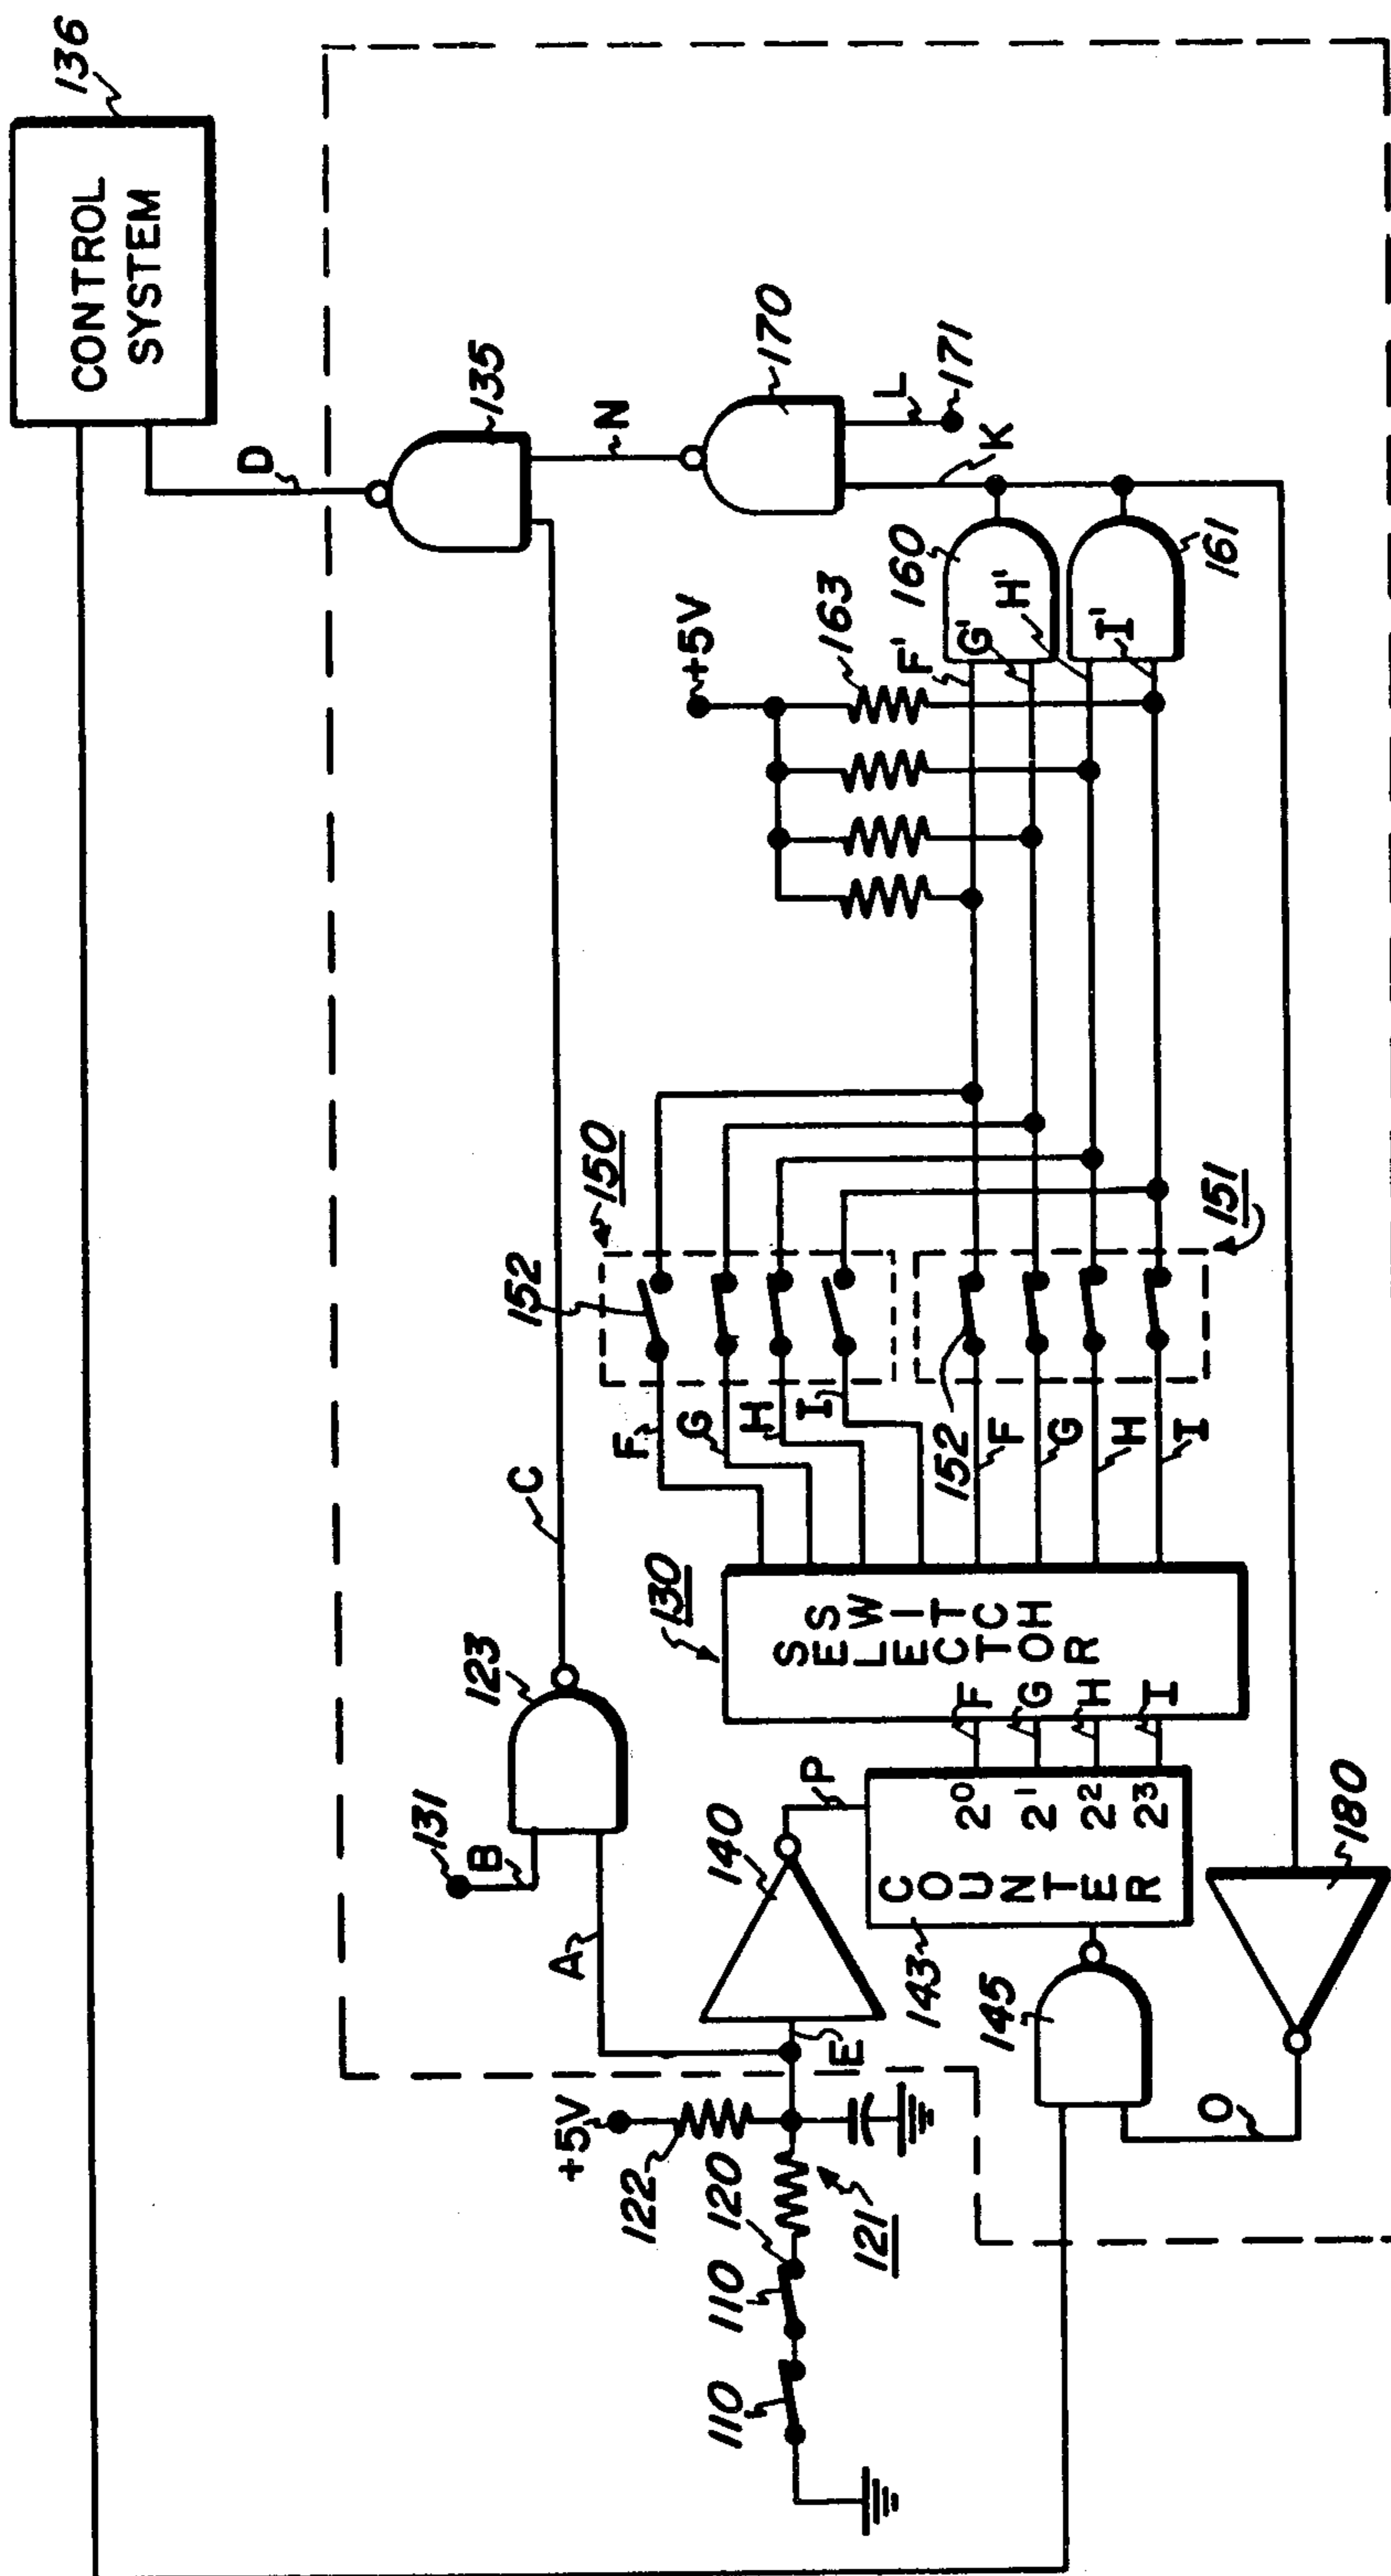 136
CONTROL
SYSTEM
D
135
N
170
L
171
K
+5V
163
F'
160
G'
H'
I'
161
150
152
151
152
F
G
H
I
F
G
H
I
C
130
SWITCH
SELECTOR
F
G
H
I
123
131
B
A
140
P
2⁰
2¹
2²
2³
COUNTER
143
180
145
E
O
+5V
122
120
121
110
110